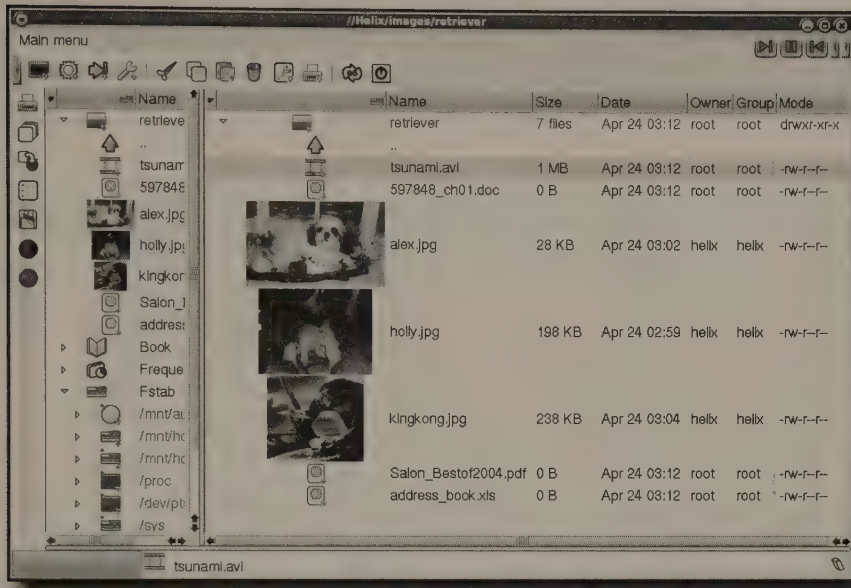 //Helix/images/retriever
Main menu
Name
retrieve
..
tsunam
597848
alex.jpg
holly.jp
kingkor
Salon_
address
Book
Freque
Fstab
/mnt/au
/mnt/hc
/mnt/hc
/proc
/dev/pt
/sys
Name Size Date Owner Group Mode
retriever 7 files Apr 24 03:12 root root drwxr-xr-x
..
tsunami.avi 1 MB Apr 24 03:12 root root -rw-r--r--
597848_ch01.doc 0 B Apr 24 03:12 root root -rw-r--r--
alex.jpg 28 KB Apr 24 03:02 helix helix -rw-r--r--
holly.jpg 198 KB Apr 24 02:59 helix helix -rw-r--r--
kingkong.jpg 238 KB Apr 24 03:04 helix helix -rw-r--r--
Salon_Bestof2004.pdf 0 B Apr 24 03:12 root root -rw-r--r--
address_book.xls 0 B Apr 24 03:12 root root -rw-r--r--
tsunami.avi